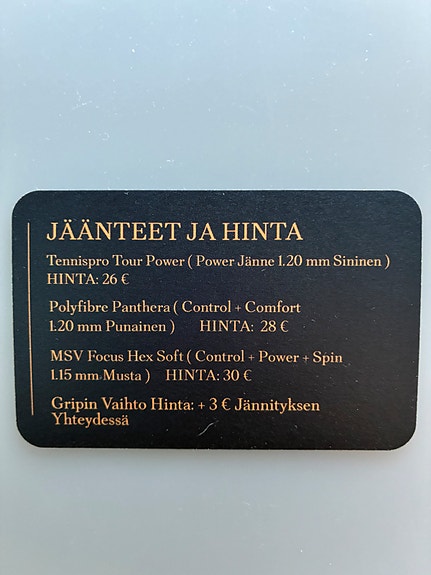 JÄÄNTEET JA HINTA
Tennispro Tour Power ( Power Jänne 1.20 mm Sininen )
HINTA: 26 €
Polyfibre Panthera ( Control + Comfort
1.20 mm Punainen ) HINTA: 28 €
MSV Focus Hex Soft ( Control + Power + Spin
1.15 mm Musta ) HINTA: 30 €
Gripin Vaihto Hinta: + 3 € Jännityksen
Yhteydessä